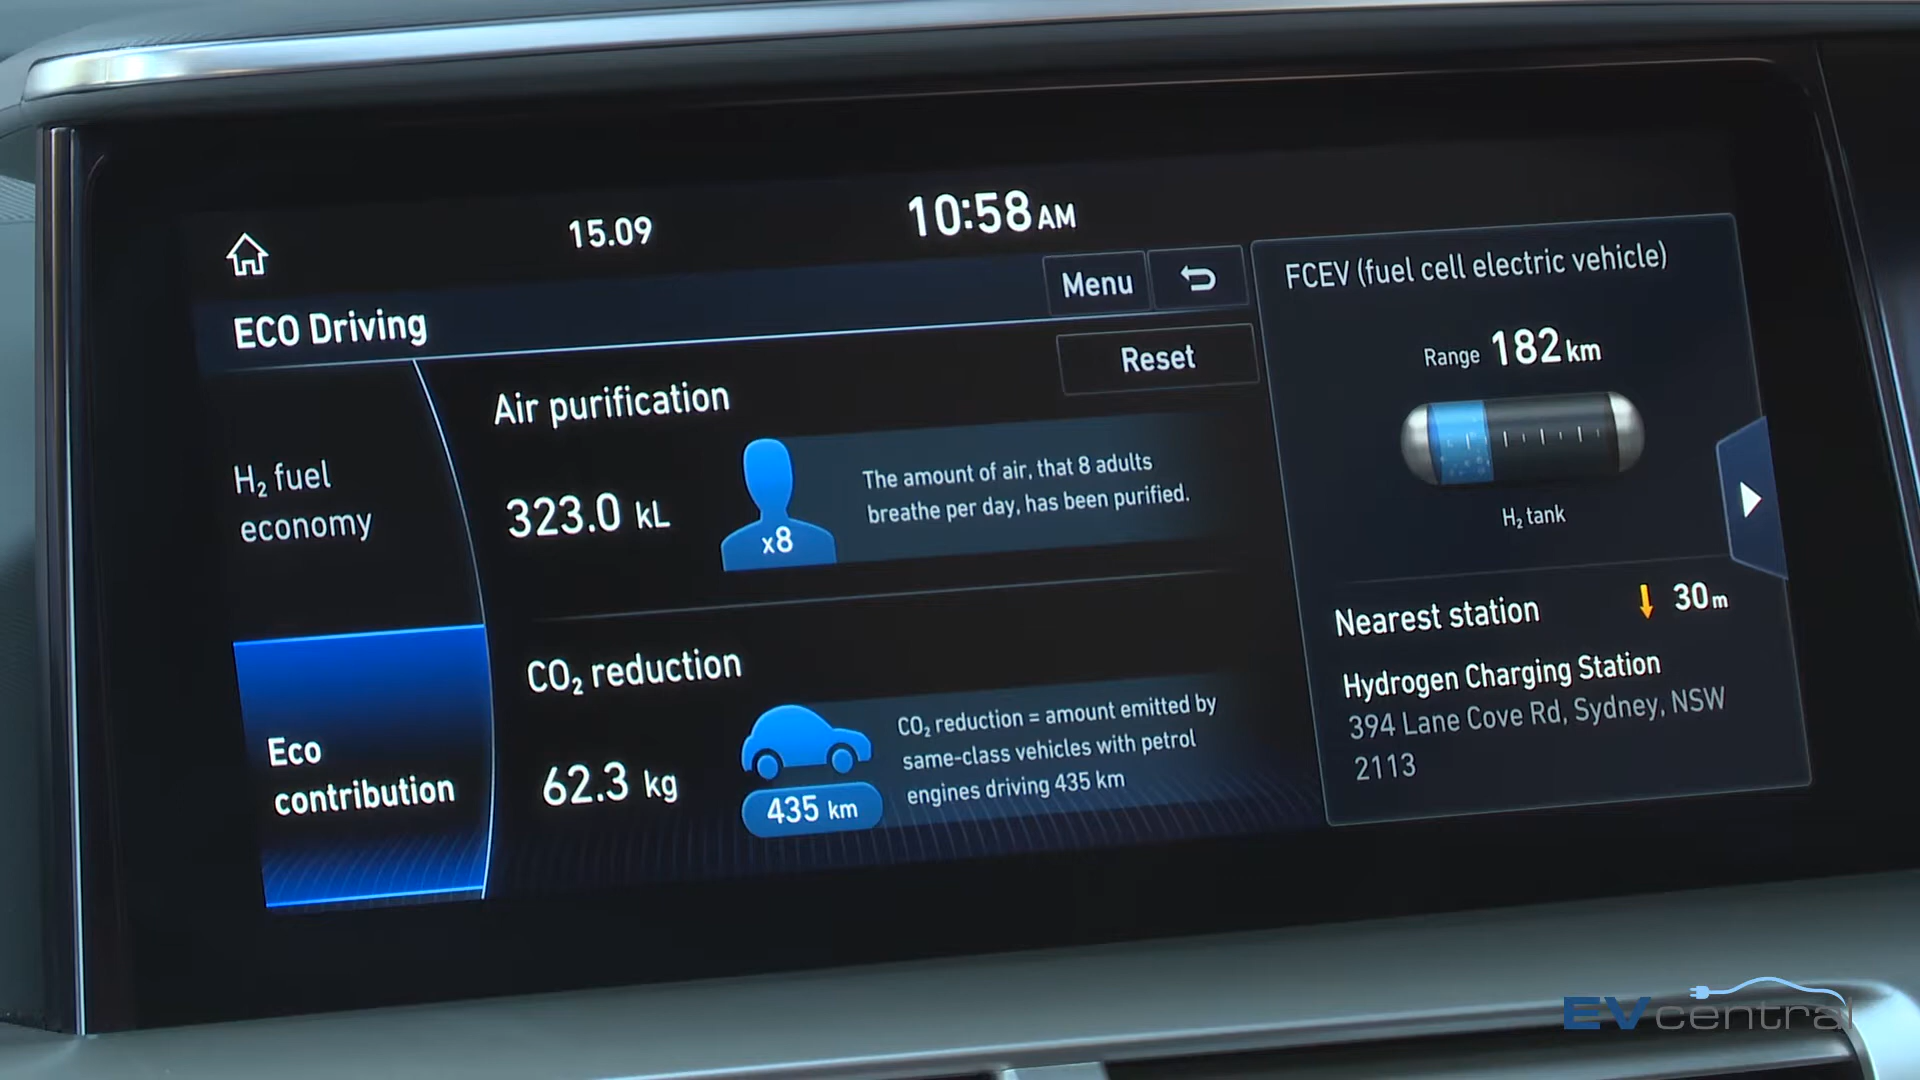 15.09
10:58 AM
ECO Driving
Menu
Reset
H₂ fuel
economy
Eco
contribution
Air purification
323.0 kL
x8
The amount of air, that 8 adults
breathe per day, has been purified.
CO₂ reduction
62.3 kg
435 km
CO₂ reduction = amount emitted by
same-class vehicles with petrol
engines driving 435 km
FCEV (fuel cell electric vehicle)
Range 182 km
H₂ tank
Nearest station
30m
Hydrogen Charging Station
394 Lane Cove Rd, Sydney, NSW
2113
EVcentral